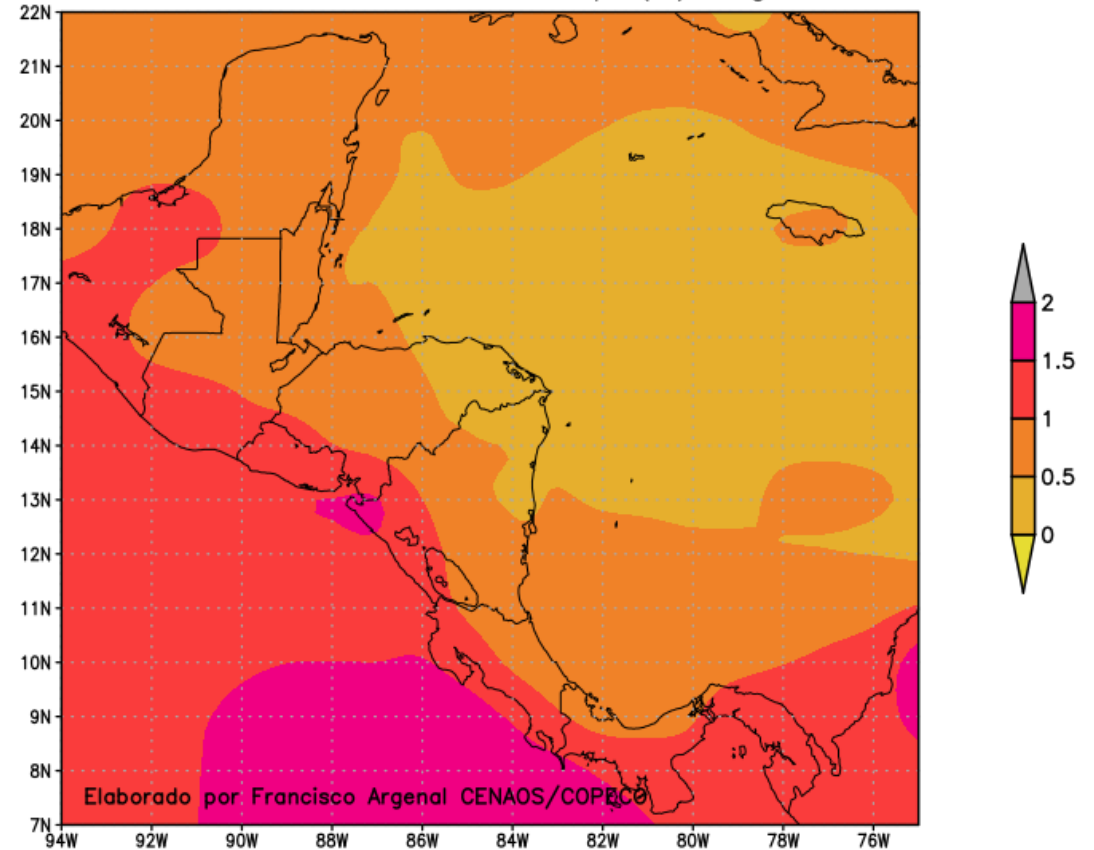 22N
21N
20N
19N
18N
17N
16N
15N
14N
13N
12N
11N
10N
9N
8N
7N
Elaborado por Francisco Argenal CENAOS/COPECO
94W 92W 90W 88W 86W 84W 82W 80W 78W 76W
2
1.5
1
0.5
0